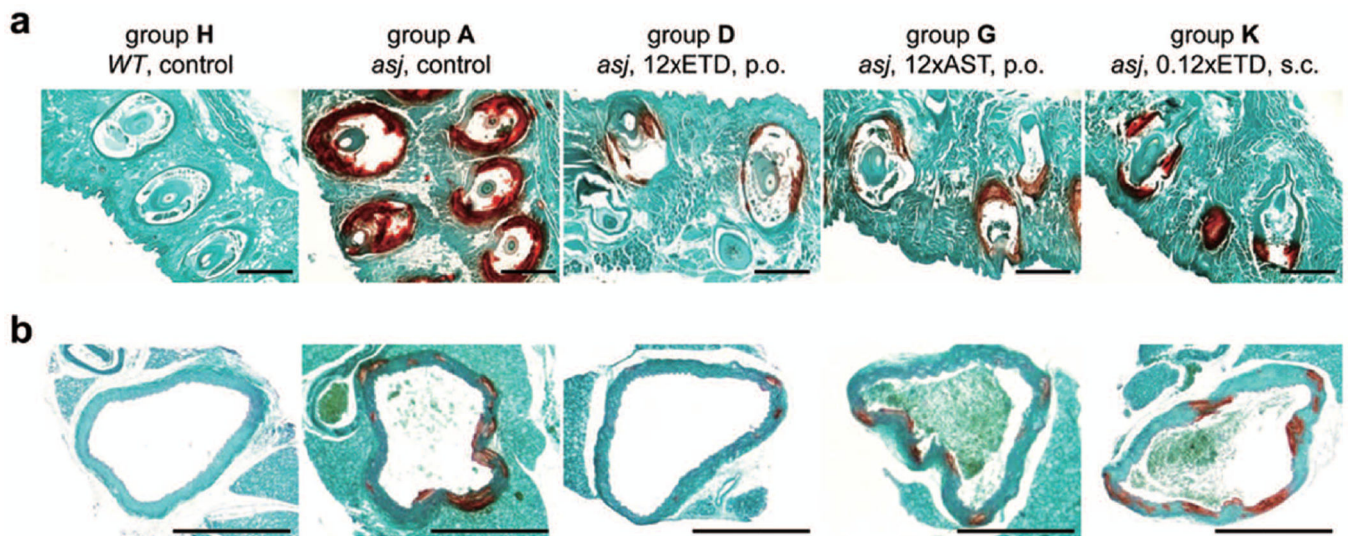 a
group H
WT, control
group A
asj, control
group D
asj, 12xETD, p.o.
group G
asj, 12xAST, p.o.
group K
asj, 0.12xETD, s.c.
b